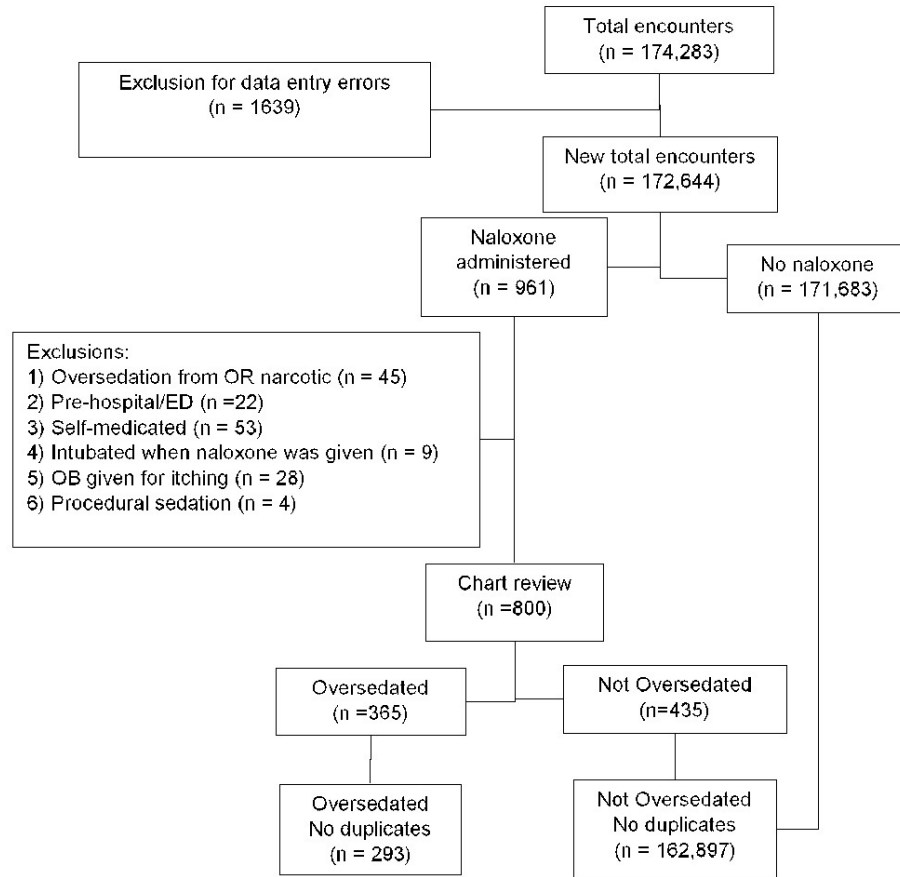 Total encounters
(n = 174,283)
Exclusion for data entry errors
(n = 1639)
New total encounters
(n = 172,644)
Naloxone
administered
(n = 961)
No naloxone
(n = 171,683)
Exclusions:
1) Oversedation from OR narcotic (n = 45)
2) Pre-hospital/ED (n =22)
3) Self-medicated (n = 53)
4) Intubated when naloxone was given (n = 9)
5) OB given for itching (n = 28)
6) Procedural sedation (n = 4)
Chart review
(n =800)
Oversedated
(n =365)
Not Oversedated
(n=435)
Oversedated
No duplicates
(n = 293)
Not Oversedated
No duplicates
(n = 162,897)